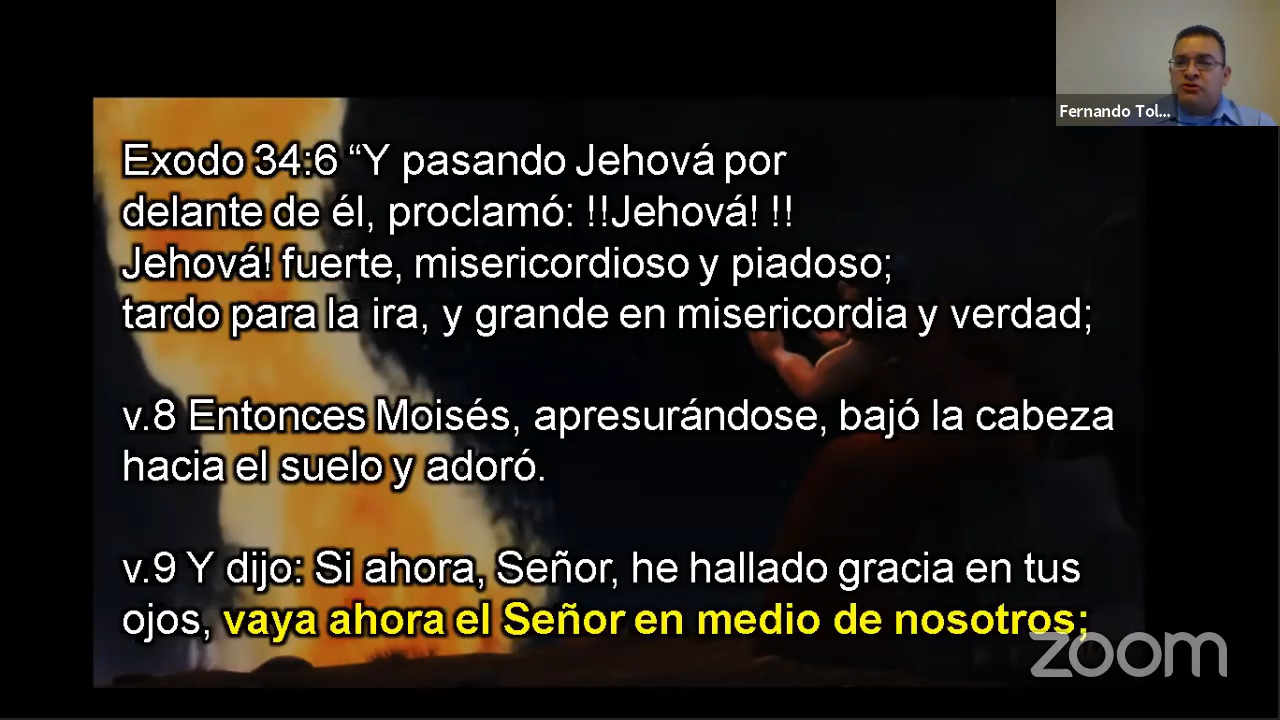 Fernando Tol...
Exodo 34:6 “Y pasando Jehová por
delante de él, proclamó: !!Jehová! !!
Jehová! fuerte, misericordioso y piadoso;
tardo para la ira, y grande en misericordia y verdad;
v.8 Entonces Moisés, apresurándose, bajó la cabeza
hacia el suelo y adoró.
v.9 Y dijo: Si ahora, Señor, he hallado gracia en tus
ojos, vaya ahora el Señor en medio de nosotros;
zoom